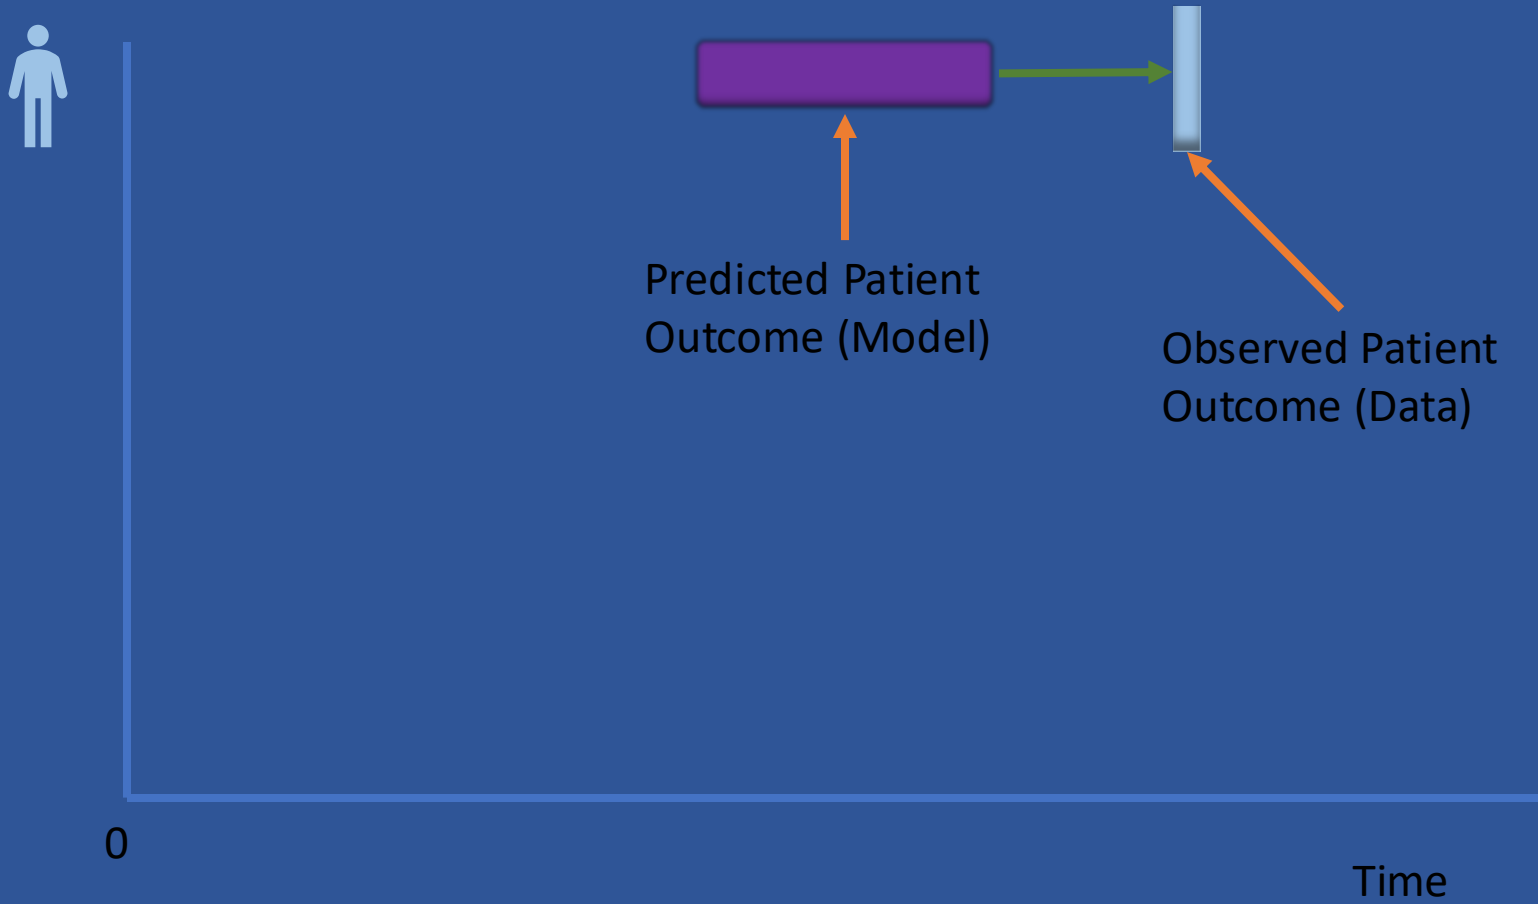 Predicted Patient
Outcome (Model)
Observed Patient
Outcome (Data)
0
Time